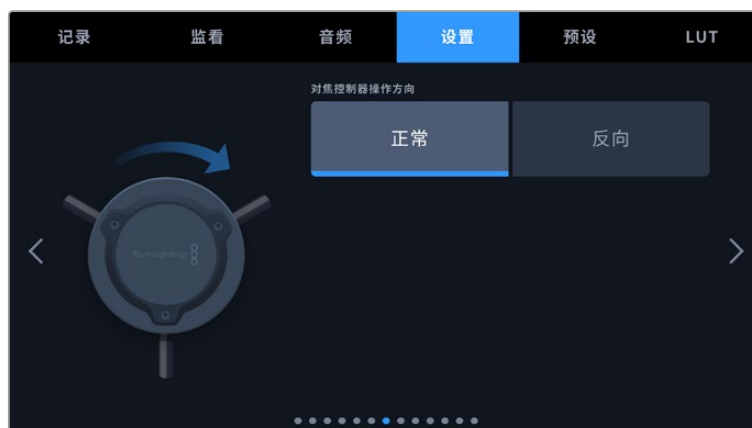 记录 监看 音频 设置 预设 LUT
对焦控制器操作方向
正常 反向
Blackmagicdesign